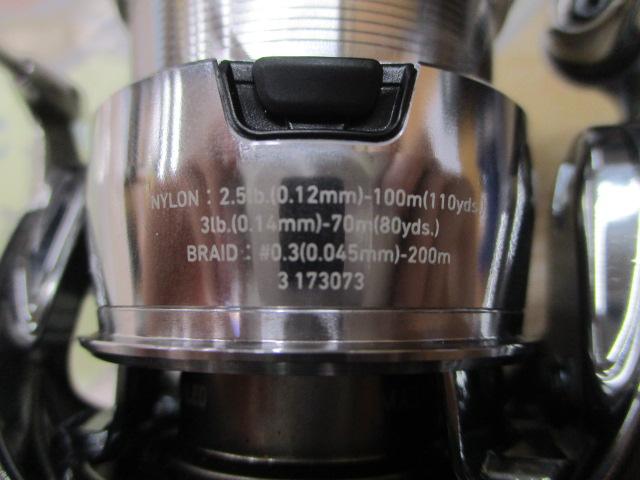 NYLON : 2.5lb.(0.12mm)-100m(110yds.)
3lb.(0.14mm)-70m(80yds.)
BRAID : #0.3(0.045mm)-200m
3 173073